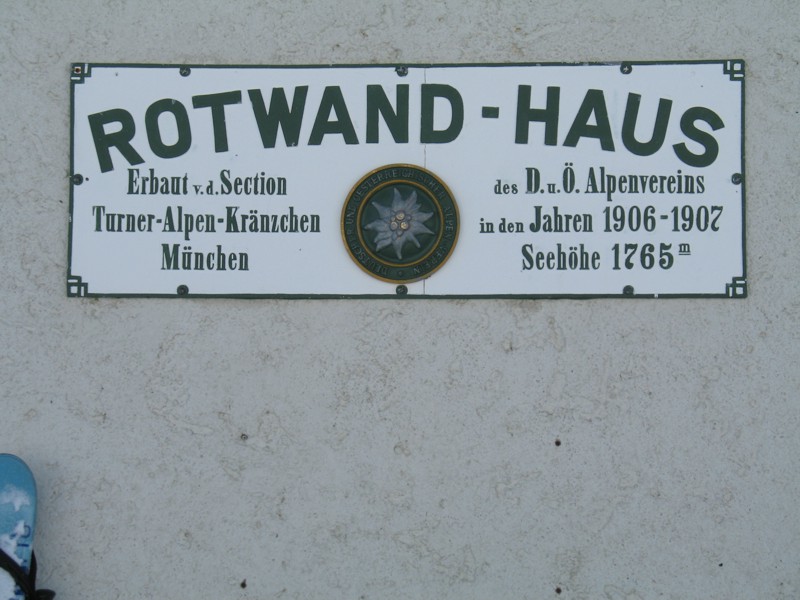 ROTWAND-HAUS
Erbaut v.d. Section
Turner-Alpen-Kränzchen
München
des D.u.Ö. Alpenvereins
in den Jahren 1906-1907
Seehöhe 1765 m